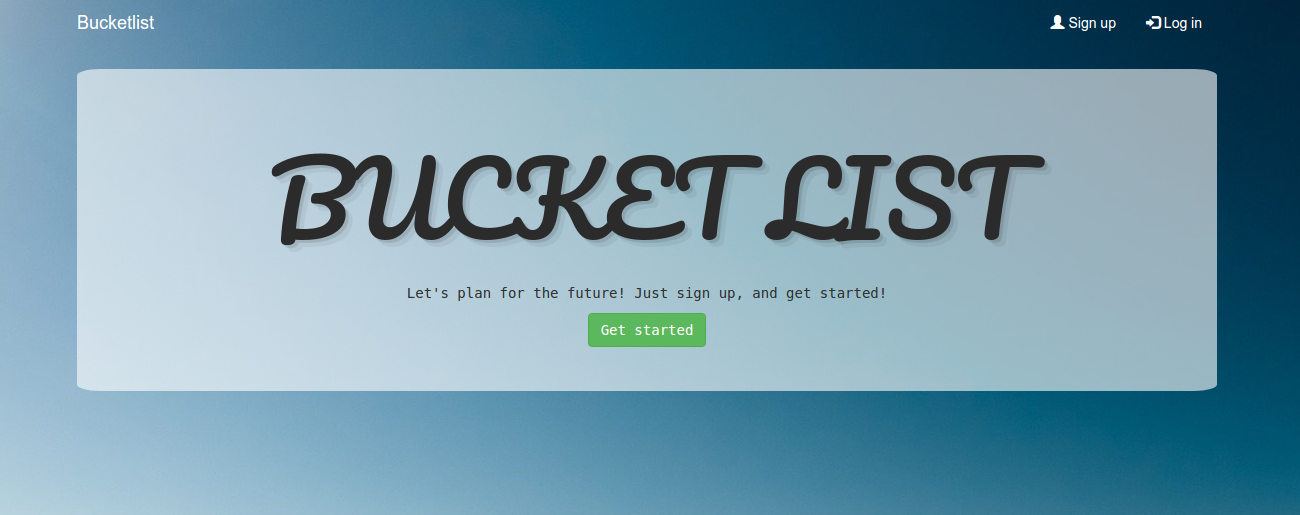 Bucketlist
Sign up
Log in
BUCKET LIST
Let's plan for the future! Just sign up, and get started!
Get started